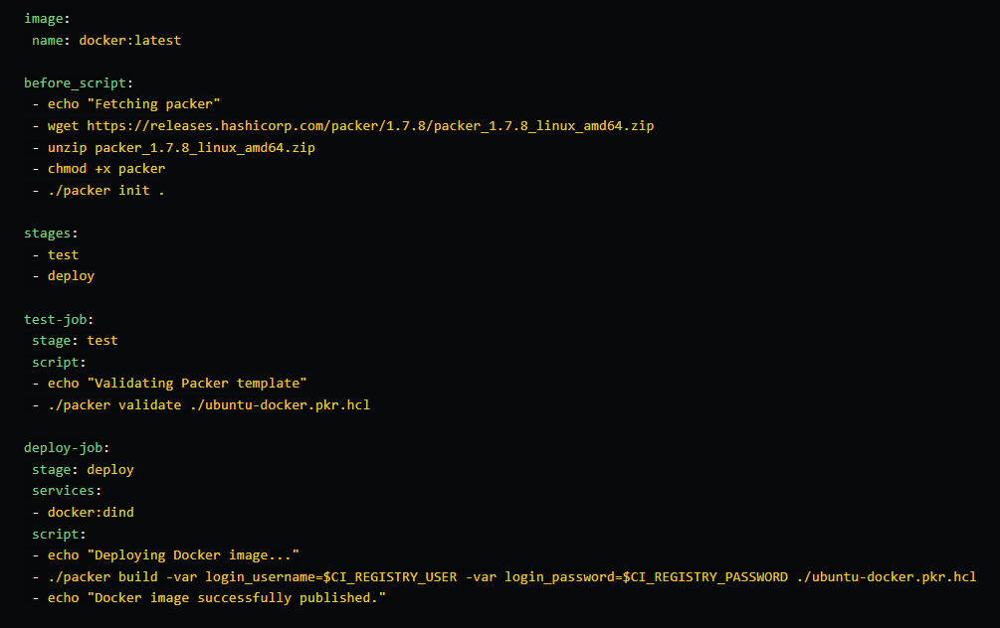 image:
name: docker:latest
before_script:
- echo "Fetching packer"
- wget https://releases.hashicorp.com/packer/1.7.8/packer_1.7.8_linux_amd64.zip
- unzip packer_1.7.8_linux_amd64.zip
- chmod +x packer
- ./packer init .
stages:
- test
- deploy
test-job:
stage: test
script:
- echo "Validating Packer template"
- ./packer validate ./ubuntu-docker.pkr.hcl
deploy-job:
stage: deploy
services:
- docker:dind
script:
- echo "Deploying Docker image..."
- ./packer build -var login_username=$CI_REGISTRY_USER -var login_password=$CI_REGISTRY_PASSWORD ./ubuntu-docker.pkr.hcl
- echo "Docker image successfully published."